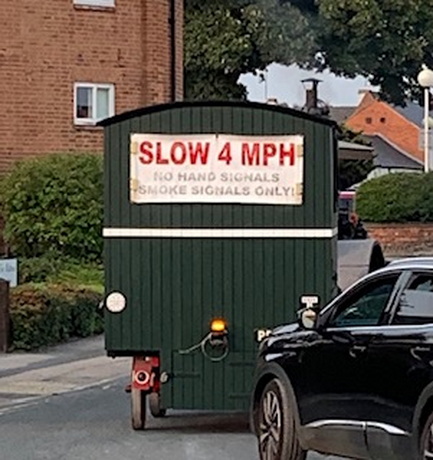 SLOW 4 MPH
NO HAND SIGNALS
SMOKE SIGNALS ONLY!